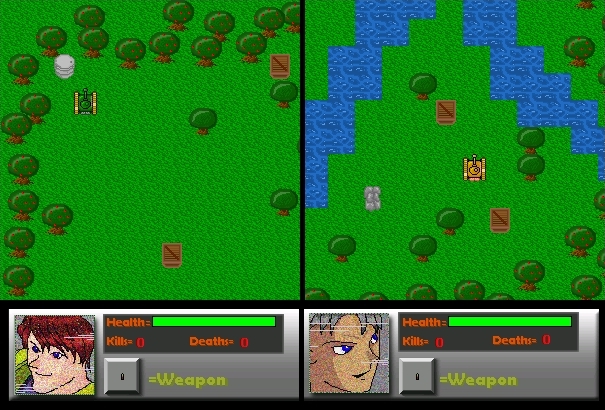 Health=
Kills= 0 Deaths= 0
=Weapon
Health=
Kills= 0 Deaths= 0
=Weapon